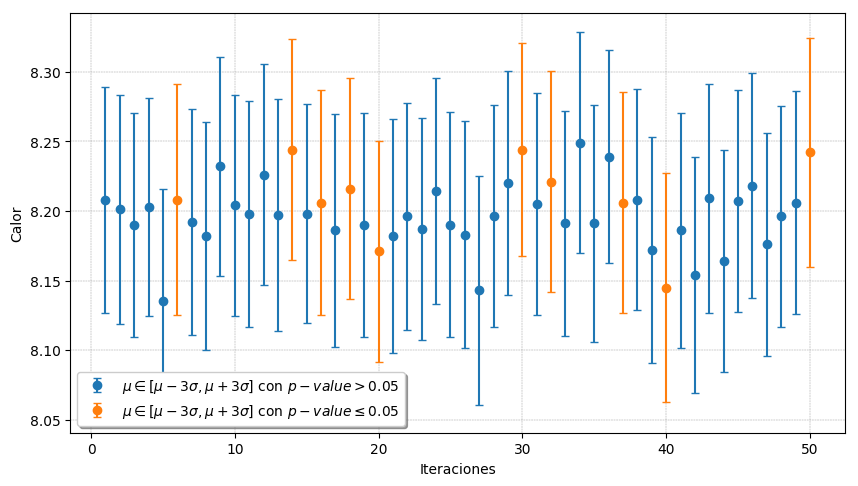 8.30
8.25
8.20
8.15
8.10
8.05
Calor
μ ∈ [μ − 3σ, μ + 3σ] con p − value > 0.05
μ ∈ [μ − 3σ, μ + 3σ] con p − value ≤ 0.05
0 10 20 30 40 50
Iteraciones